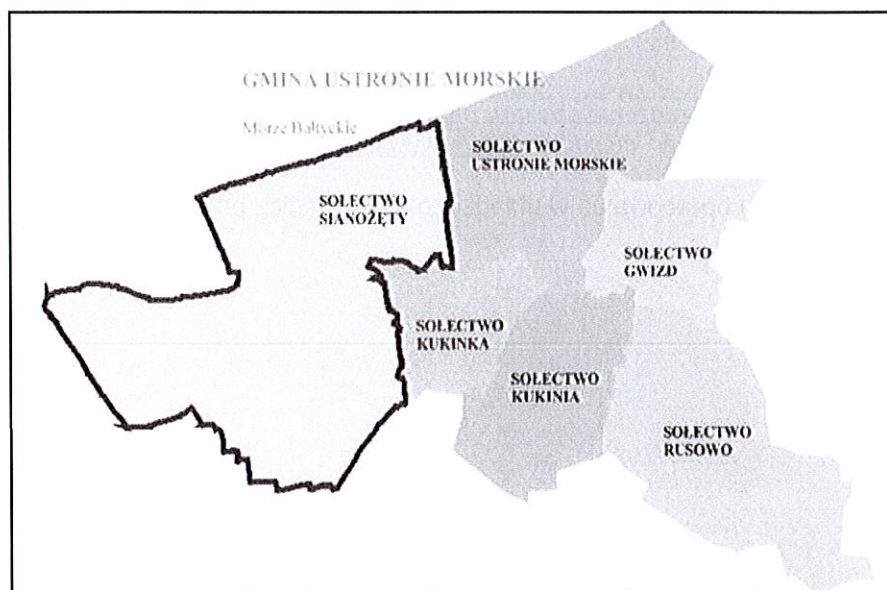 GMINA USTRONIE MORSKIE
Morze Bałtyckie
SOŁECTWO
USTRONIE MORSKIE
SOŁECTWO
SIANOŻĘTY
SOŁECTWO
GWIZD
SOŁECTWO
KUKINKA
SOŁECTWO
KUKINIA
SOŁECTWO
RUSOWO